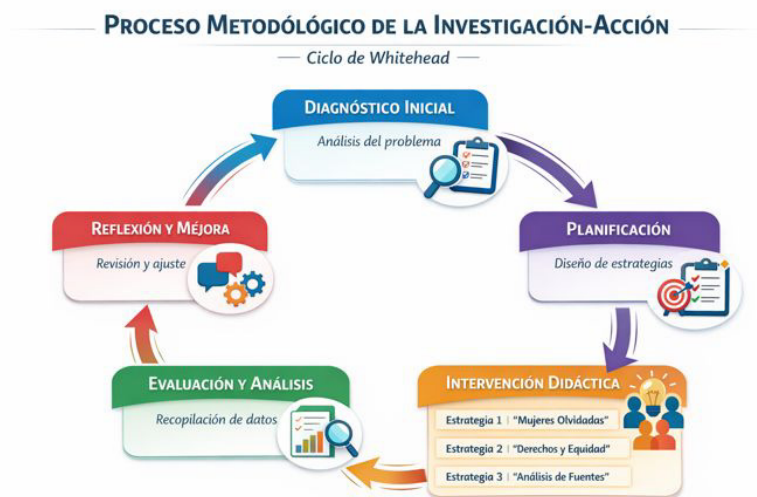 PROCESO METODÓLÓGICO DE LA INVESTIGACIÓN-ACCIÓN
Ciclo de Whitehead
DIAGNÓSTICO INICIAL
Análisis del problema
PLANIFICACIÓN
Diseño de estrategias
INTERVENCIÓN DIDÁCTICA
Estrategia 1 | "Mujeres Olvidadas"
Estrategia 2 | "Derechos y Equidad"
Estrategia 3 | "Análisis de Fuentes"
EVALUACIÓN Y ANÁLISIS
Recopilación de datos
REFLEXIÓN Y MÉJORA
Revisión y ajuste